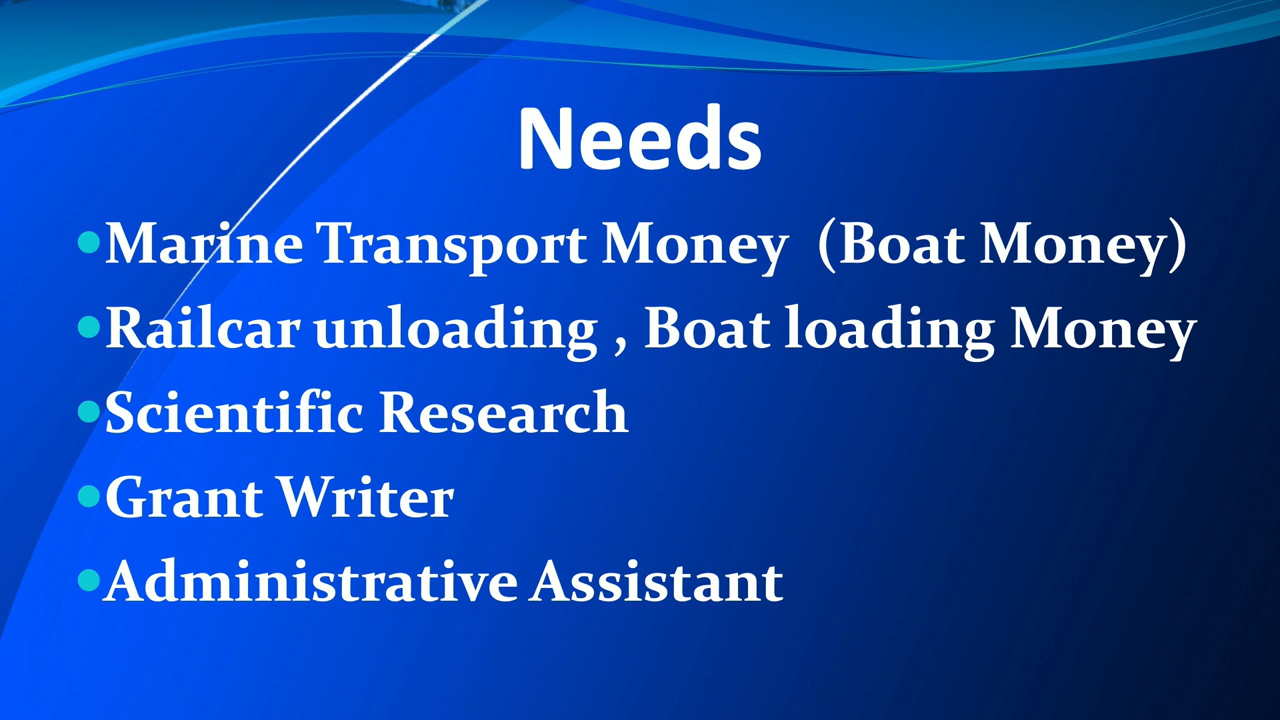 Needs
•Marine Transport Money  (Boat Money)
•Railcar unloading , Boat loading Money
•Scientific Research
•Grant Writer
•Administrative Assistant